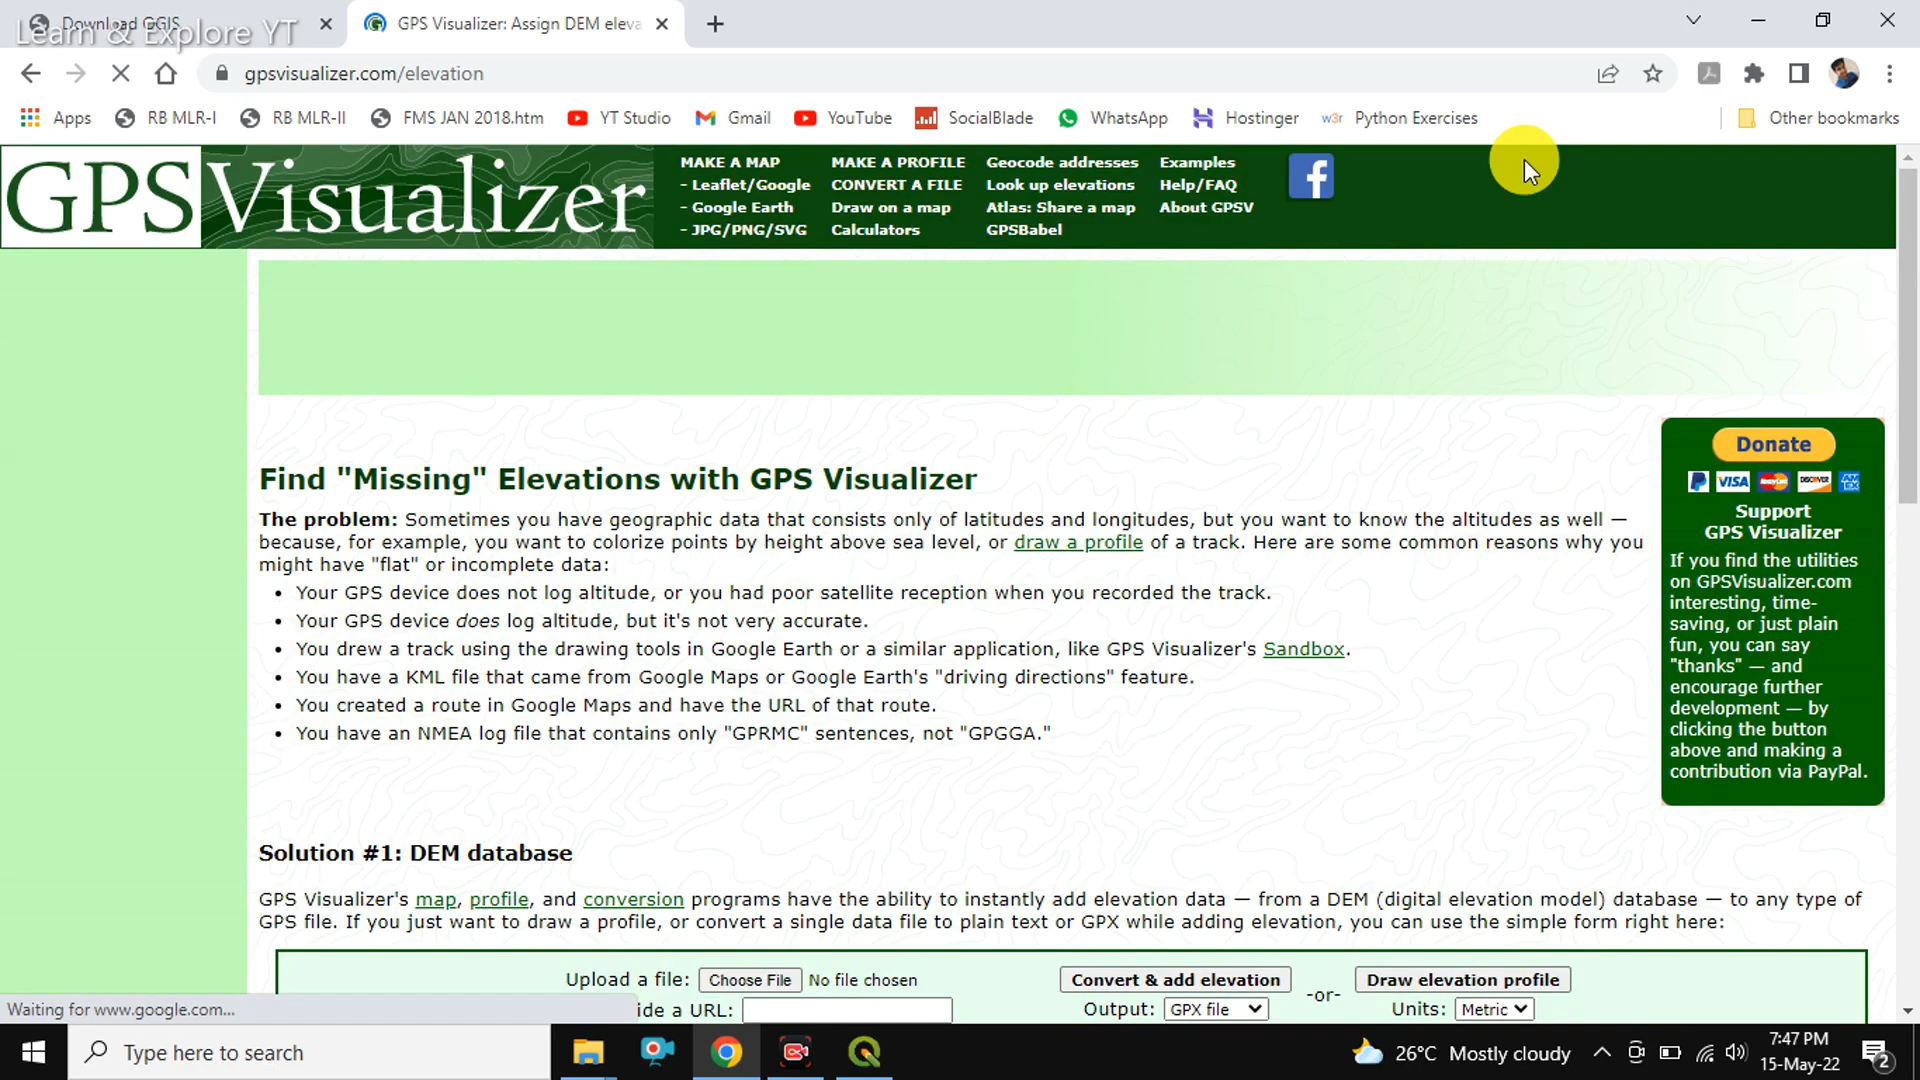 Download QGIS
GPS Visualizer: Assign DEM eleva
Learn & Explore YT
gpsvisualizer.com/elevation
Apps
RB MLR-I
RB MLR-II
FMS JAN 2018.htm
YT Studio
Gmail
YouTube
SocialBlade
WhatsApp
Hostinger
w3r
Python Exercises
Other bookmarks
GPSVisualizer
MAKE A MAP
- Leaflet/Google
- Google Earth
- JPG/PNG/SVG
MAKE A PROFILE
CONVERT A FILE
Draw on a map
Calculators
Geocode addresses
Look up elevations
Atlas: Share a map
GPSBabel
Examples
Help/FAQ
About GPSV
Find "Missing" Elevations with GPS Visualizer
The problem: Sometimes you have geographic data that consists only of latitudes and longitudes, but you want to know the altitudes as well —
because, for example, you want to colorize points by height above sea level, or draw a profile of a track. Here are some common reasons why you
might have "flat" or incomplete data:
• Your GPS device does not log altitude, or you had poor satellite reception when you recorded the track.
• Your GPS device does log altitude, but it's not very accurate.
• You drew a track using the drawing tools in Google Earth or a similar application, like GPS Visualizer's Sandbox.
• You have a KML file that came from Google Maps or Google Earth's "driving directions" feature.
• You created a route in Google Maps and have the URL of that route.
• You have an NMEA log file that contains only "GPRMC" sentences, not "GPGGA."
Donate
VISA
DISCOVER
AM EX
Support
GPS Visualizer
If you find the utilities
on GPSVisualizer.com
interesting, time-
saving, or just plain
fun, you can say
"thanks" — and
encourage further
development — by
clicking the button
above and making a
contribution via PayPal.
Solution #1: DEM database
GPS Visualizer's map, profile, and conversion programs have the ability to instantly add elevation data — from a DEM (digital elevation model) database — to any type of
GPS file. If you just want to draw a profile, or convert a single data file to plain text or GPX while adding elevation, you can use the simple form right here:
Upload a file: Choose File No file chosen
ide a URL:
Convert & add elevation
Output: GPX file
-or-
Draw elevation profile
Units: Metric
Waiting for www.google.com...
Type here to search
26°C Mostly cloudy
7:47 PM
15-May-22
2